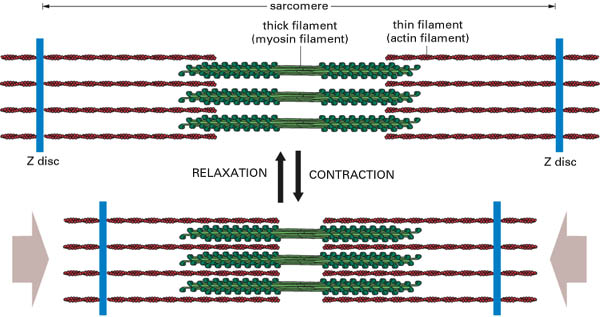 sarcomere
thick filament
(myosin filament)
thin filament
(actin filament)
Z disc
Z disc
RELAXATION
CONTRACTION